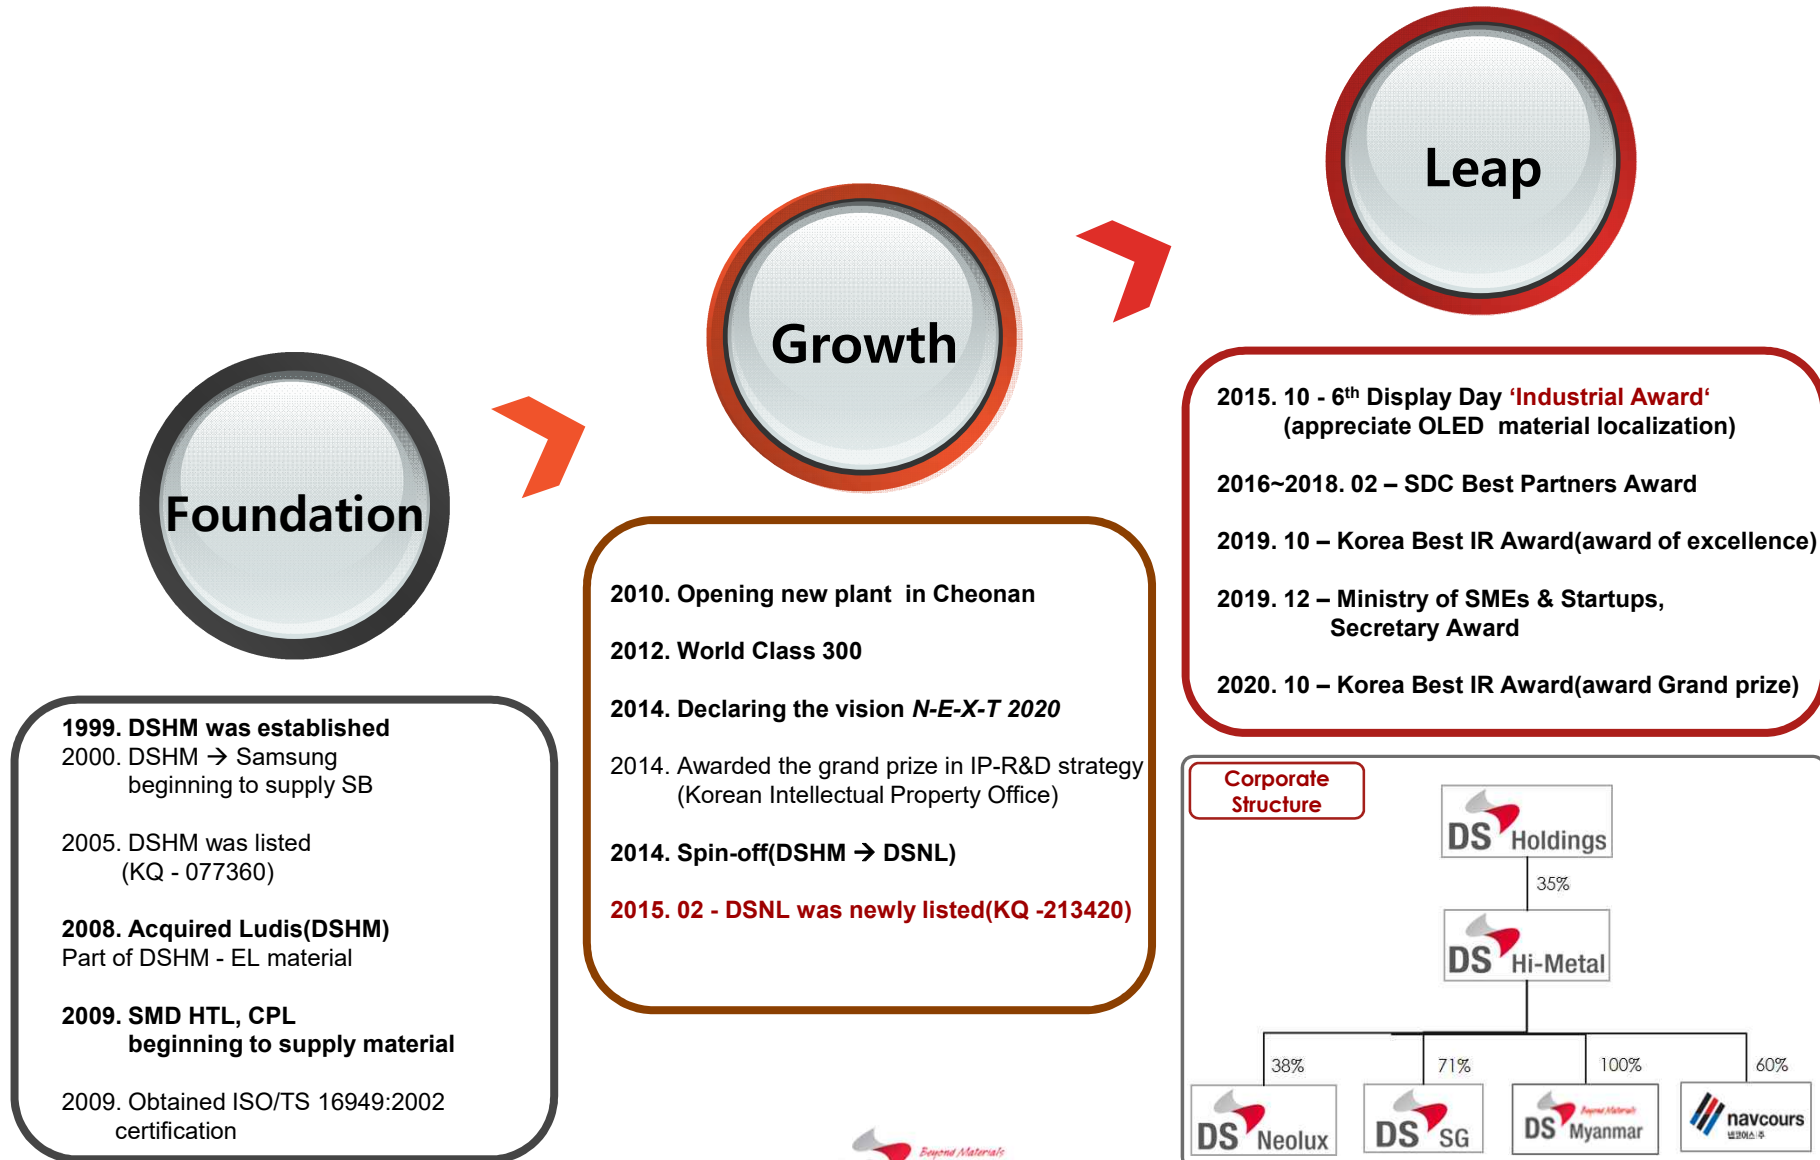 Foundation
1999. DSHM was established
2000. DSHM → Samsung
beginning to supply SB
2005. DSHM was listed
(KQ - 077360)
2008. Acquired Ludis(DSHM)
Part of DSHM - EL material
2009. SMD HTL, CPL
beginning to supply material
2009. Obtained ISO/TS 16949:2002
certification
Growth
2010. Opening new plant in Cheonan
2012. World Class 300
2014. Declaring the vision N-E-X-T 2020
2014. Awarded the grand prize in IP-R&D strategy
(Korean Intellectual Property Office)
2014. Spin-off(DSHM → DSNL)
2015. 02 - DSNL was newly listed(KQ -213420)
Leap
2015. 10 - 6th Display Day ‘Industrial Award‘
(appreciate OLED material localization)
2016~2018. 02 – SDC Best Partners Award
2019. 10 – Korea Best IR Award(award of excellence)
2019. 12 – Ministry of SMEs & Startups,
Secretary Award
2020. 10 – Korea Best IR Award(award Grand prize)
Corporate
Structure
DS Holdings
35%
DS Hi-Metal
38%
71%
100%
60%
DS Neolux
DS SG
Beyond Materials
DS Myanmar
navcours
넵코어스㈜
Beyond Materials